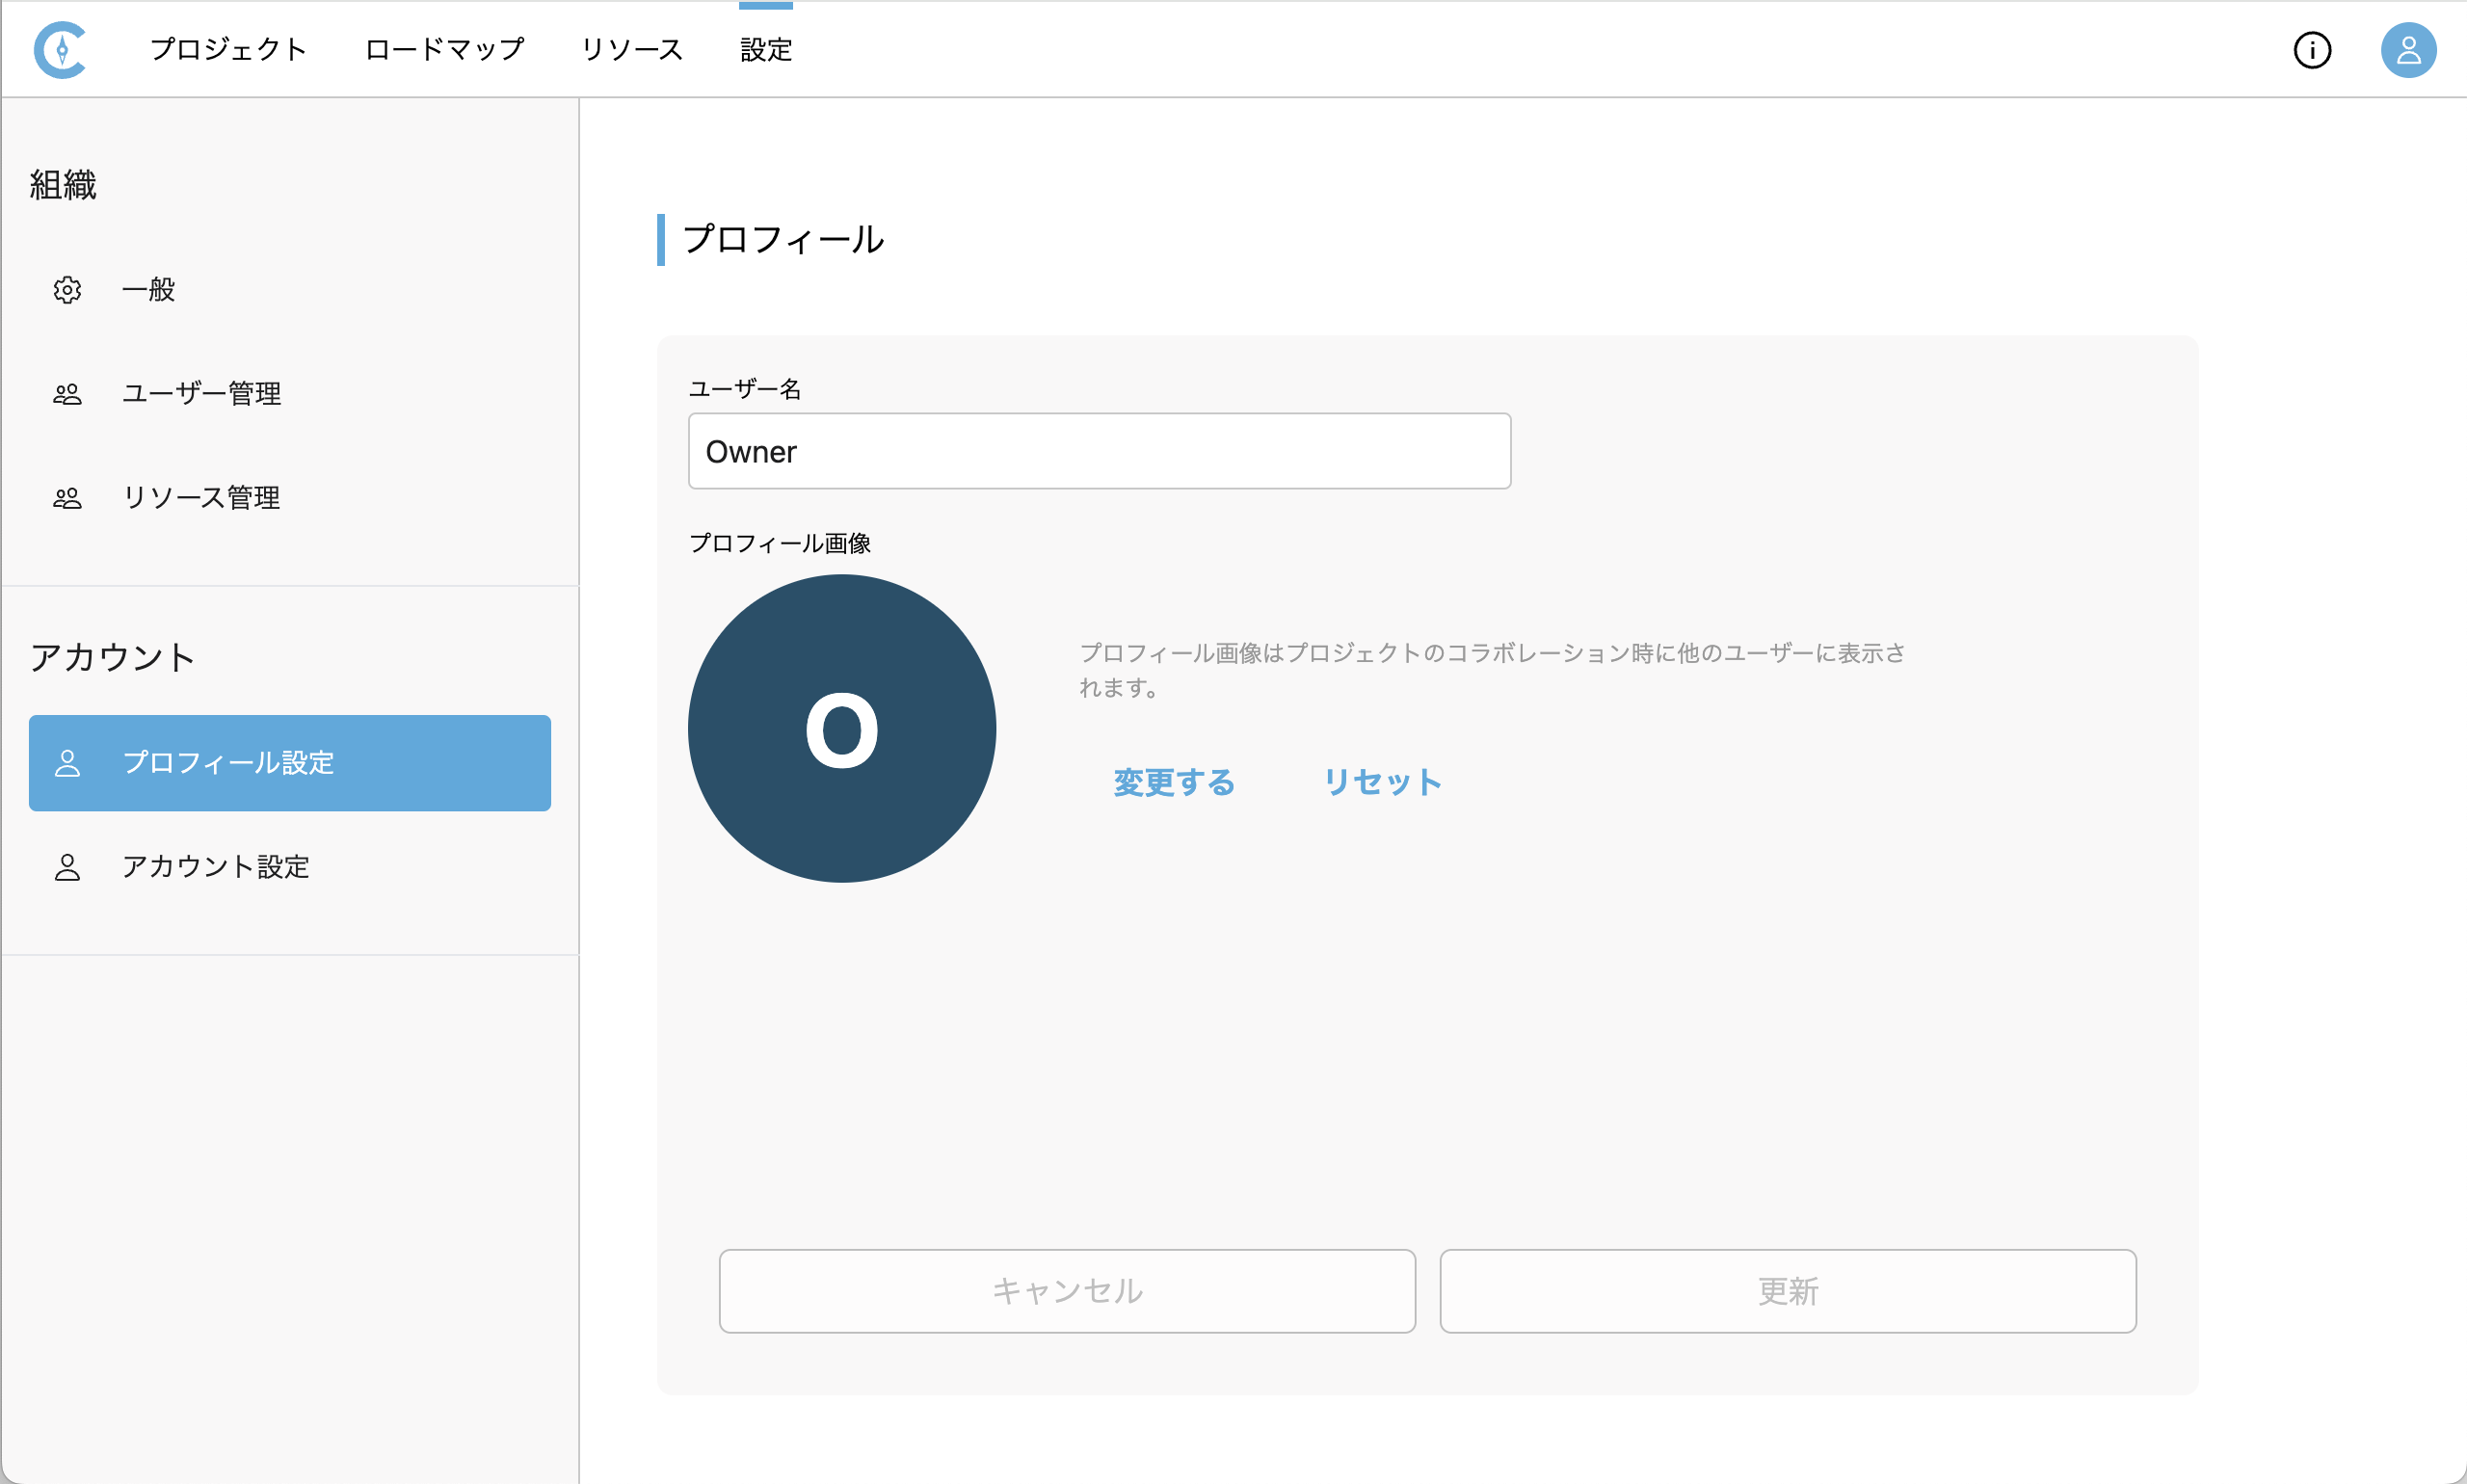 プロジェクト ロードマップ リソース 設定
組織
一般
ユーザー管理
リソース管理
アカウント
プロフィール設定
アカウント設定
プロフィール
ユーザー名
Owner
プロフィール画像
O
プロフィール画像はプロジェクトのコラボレーション時に他のユーザーに表示さ
れます。
変更する リセット
キャンセル 更新